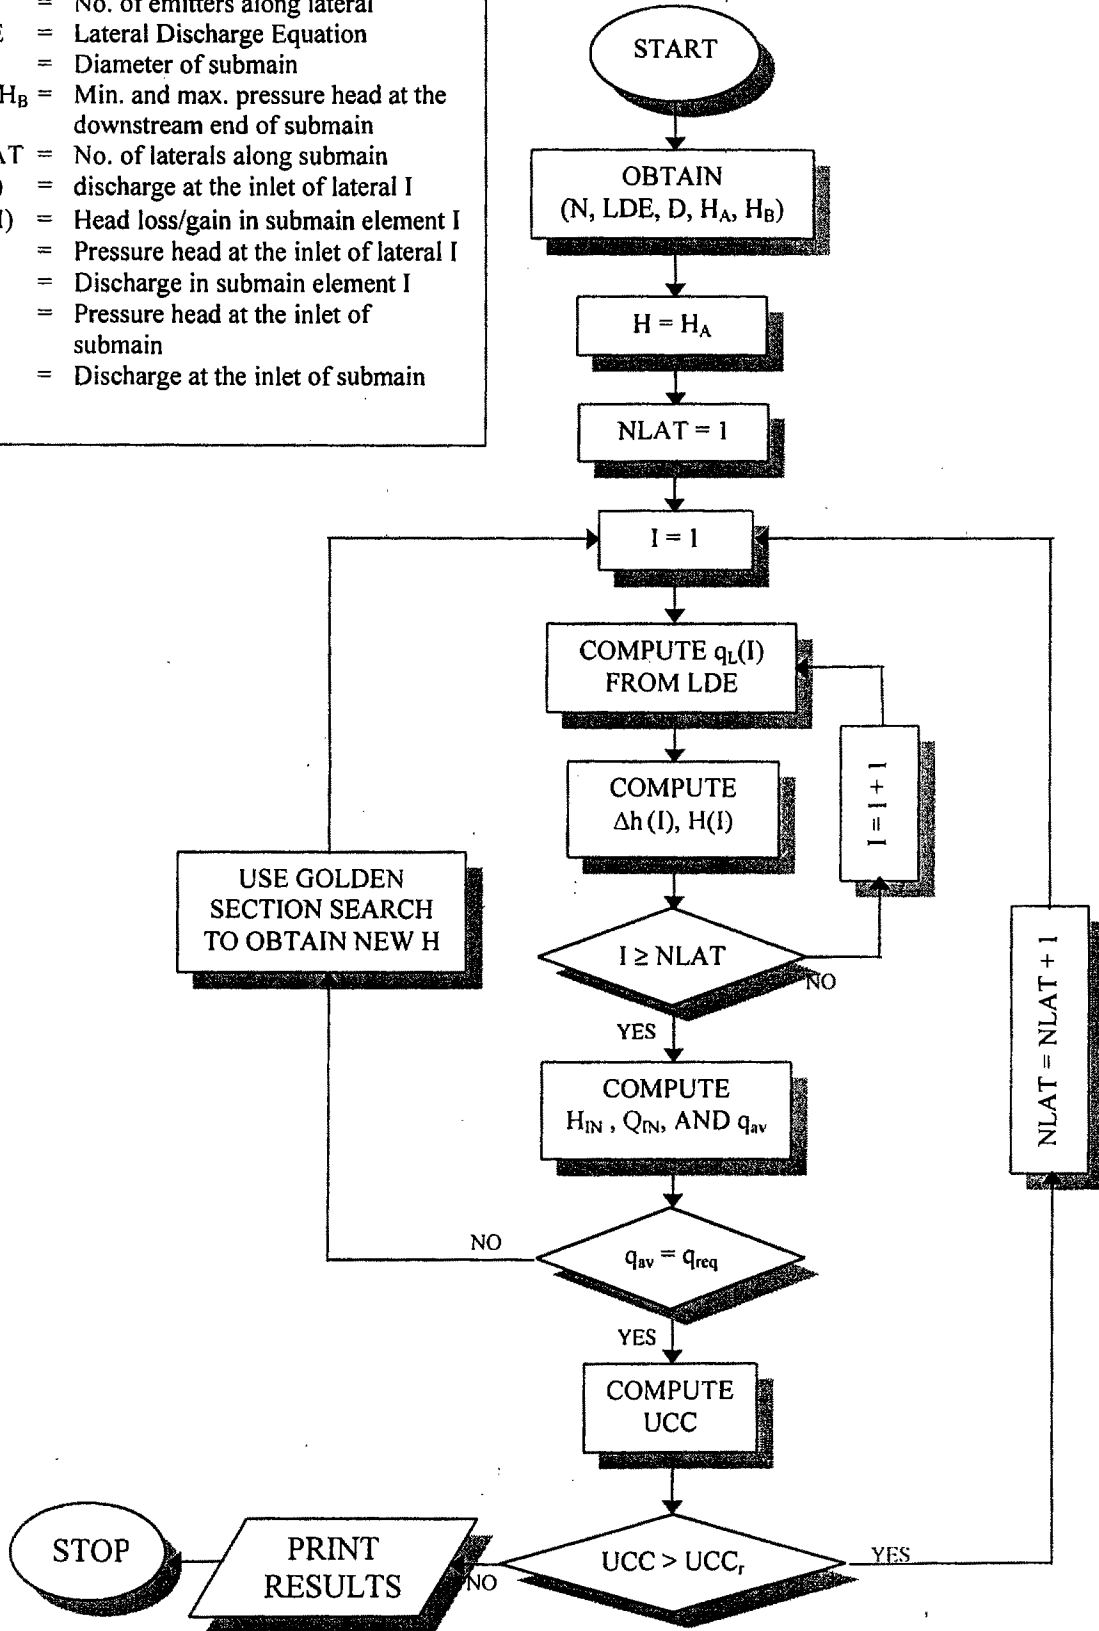 = No. of emitters along lateral
E = Lateral Discharge Equation
= Diameter of submain
H_B = Min. and max. pressure head at the
downstream end of submain
AT = No. of laterals along submain
) = discharge at the inlet of lateral I
I) = Head loss/gain in submain element I
= Pressure head at the inlet of lateral I
= Discharge in submain element I
= Pressure head at the inlet of
submain
= Discharge at the inlet of submain
START
OBTAIN
(N, LDE, D, H_A, H_B)
H = H_A
NLAT = 1
I = 1
COMPUTE q_L(I)
FROM LDE
COMPUTE
Δh (I), H(I)
I = I + 1
USE GOLDEN
SECTION SEARCH
TO OBTAIN NEW H
I ≥ NLAT
NO
YES
NLAT = NLAT + 1
COMPUTE
H_IN , Q_IN, AND q_av
NO
q_av = q_req
YES
COMPUTE
UCC
UCC > UCC_r
YES
NO
PRINT
RESULTS
STOP